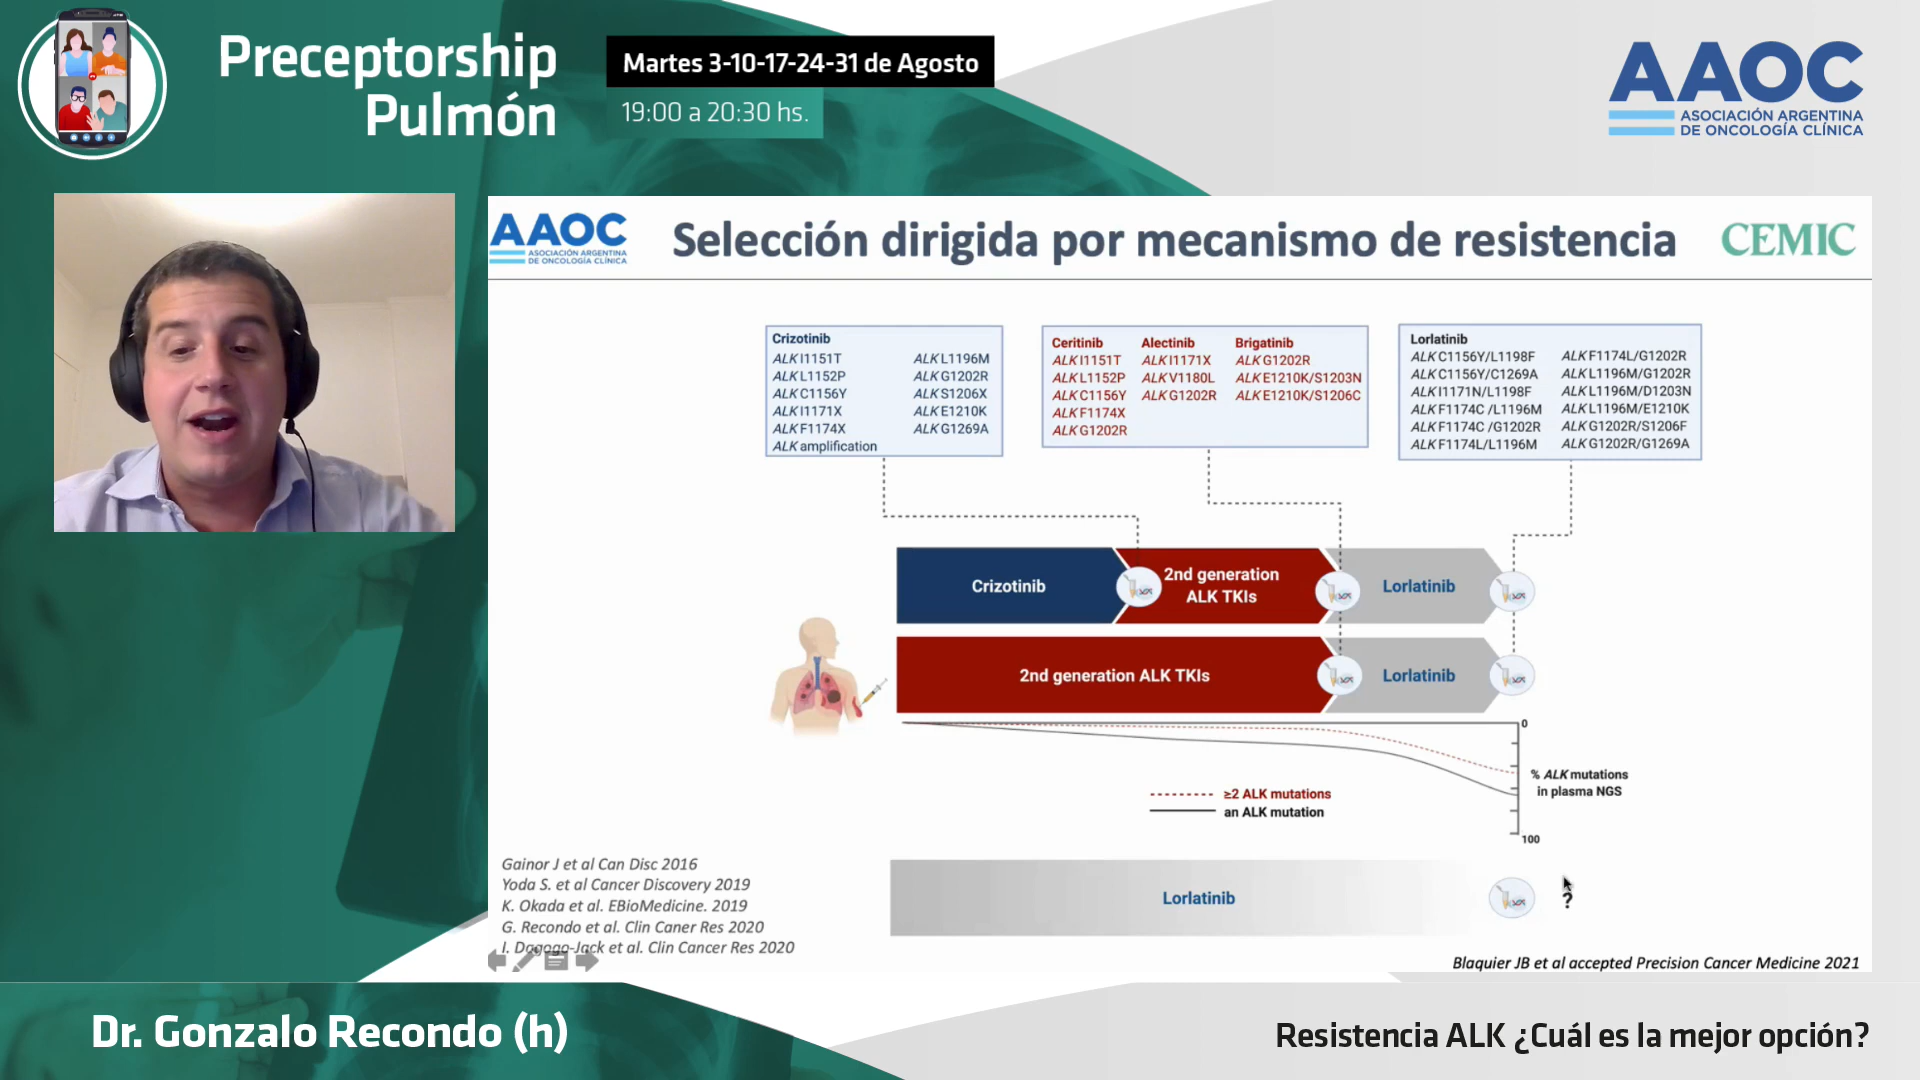 Preceptorship
Pulmón
Martes 3-10-17-24-31 de Agosto
19:00 a 20:30 hs.
AAOC
ASOCIACIÓN ARGENTINA
DE ONCOLOGÍA CLÍNICA
AAOC
ASOCIACIÓN ARGENTINA
DE ONCOLOGÍA CLÍNICA
Selección dirigida por mecanismo de resistencia
CEMIC
Crizotinib
ALK I1151T
ALK L1152P
ALK C1156Y
ALK I1171X
ALK F1174X
ALK amplification
ALK L1196M
ALK G1202R
ALK S1206X
ALK E1210K
ALK G1269A
Ceritinib
ALK I1151T
ALK L1152P
ALK C1156Y
ALK F1174X
ALK G1202R
Alectinib
ALK I1171X
ALK V1180L
ALK G1202R
Brigatinib
ALK G1202R
ALK E1210K/S1203N
ALK E1210K/S1206C
Lorlatinib
ALK C1156Y/L1198F
ALK C1156Y/C1269A
ALK I1171N/L1198F
ALK F1174C /L1196M
ALK F1174C /G1202R
ALK F1174L/L1196M
ALK F1174L/G1202R
ALK L1196M/G1202R
ALK L1196M/D1203N
ALK L1196M/E1210K
ALK G1202R/S1206F
ALK G1202R/G1269A
Crizotinib
2nd generation
ALK TKIs
Lorlatinib
2nd generation ALK TKIs
Lorlatinib
0
% ALK mutations
in plasma NGS
100
≥2 ALK mutations
an ALK mutation
Lorlatinib
?
Gainor J et al Can Disc 2016
Yoda S. et al Cancer Discovery 2019
K. Okada et al. EBioMedicine. 2019
G. Recondo et al. Clin Caner Res 2020
I. Dagogo-Jack et al. Clin Cancer Res 2020
Blaquier JB et al accepted Precision Cancer Medicine 2021
Dr. Gonzalo Recondo (h)
Resistencia ALK ¿Cuál es la mejor opción?